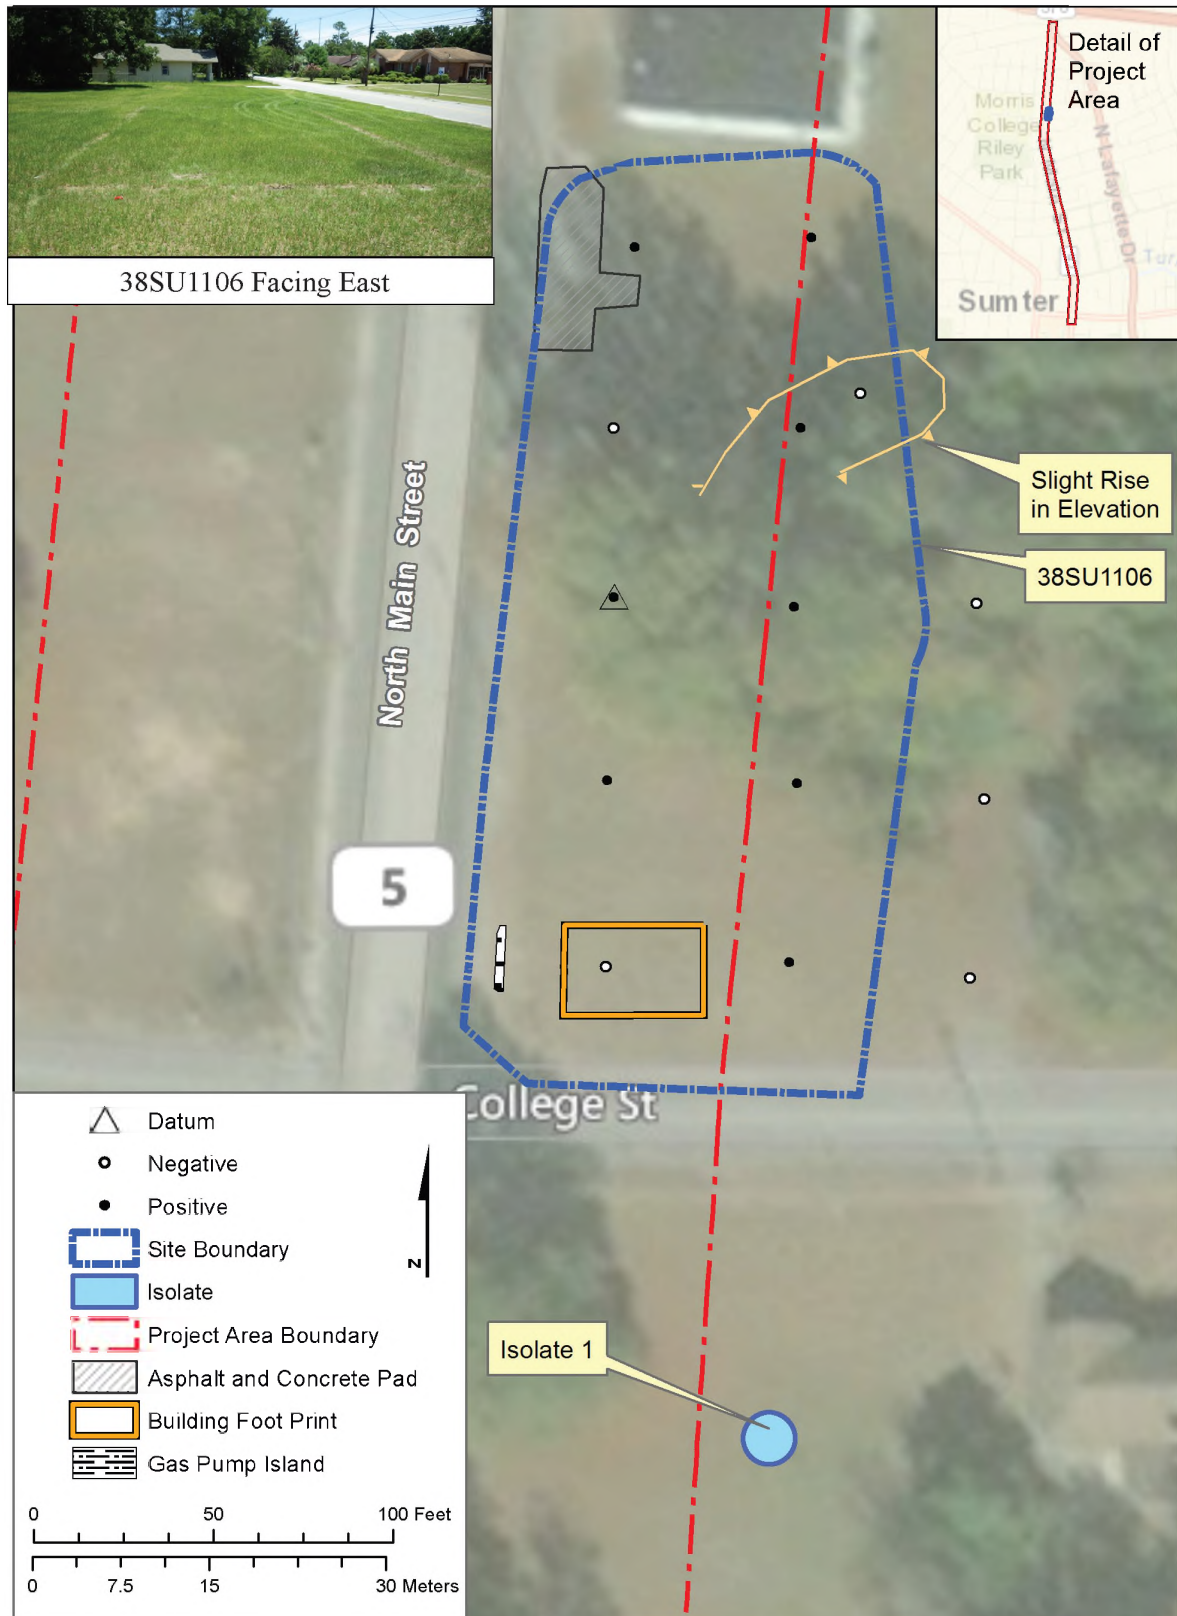 38SU1106 Facing East
Detail of
Project
Area
Morris
College
Riley
Park
N Lafayette Dr
Sumter
Slight Rise
in Elevation
38SU1106
North Main Street
5
College St
Isolate 1
Datum
Negative
Positive
Site Boundary
Isolate
Project Area Boundary
Asphalt and Concrete Pad
Building Foot Print
Gas Pump Island
N
0 50 100 Feet
0 7.5 15 30 Meters